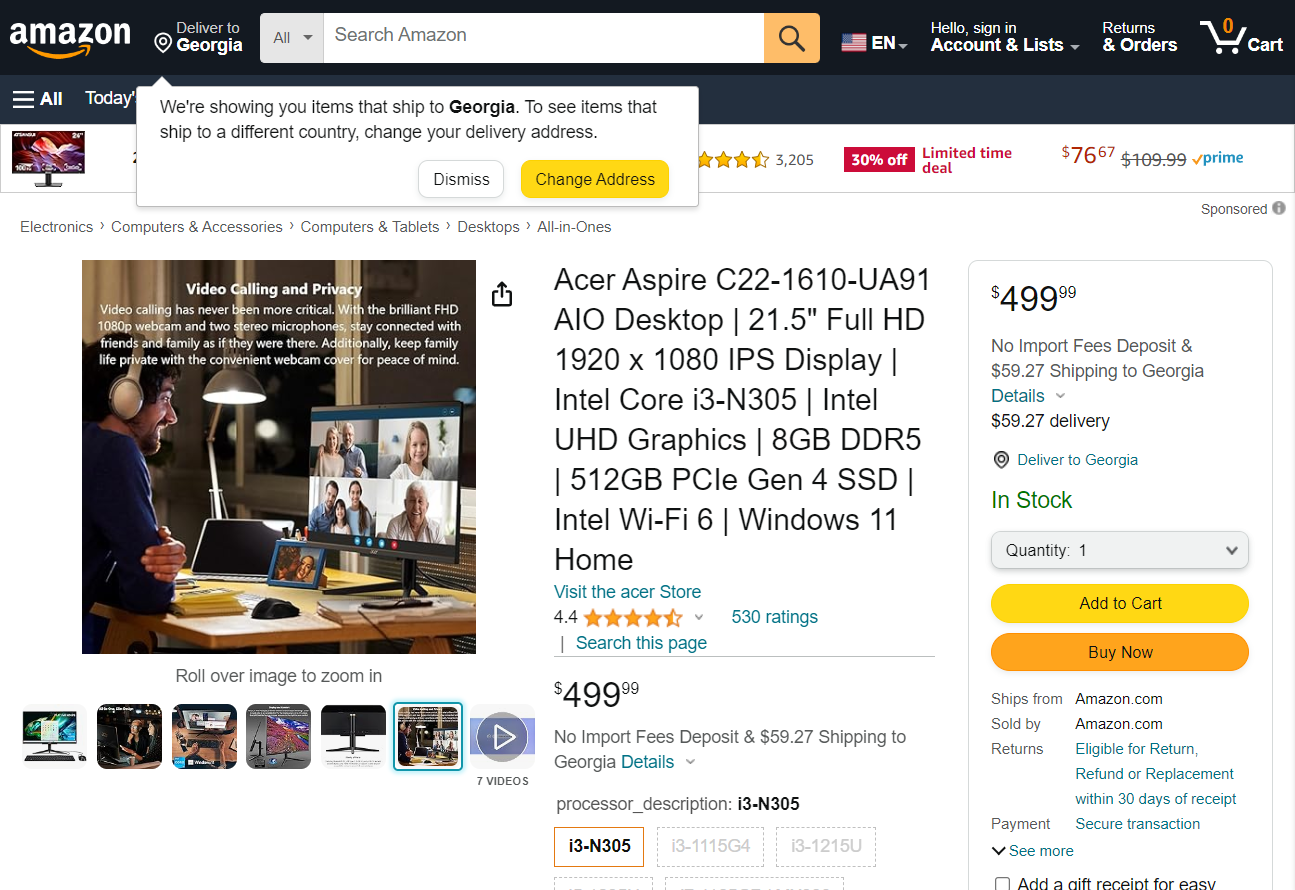 amazon
Deliver to
Georgia
All
Search Amazon
EN
Hello, sign in
Account & Lists
Returns
& Orders
0
Cart
All
Today'
We're showing you items that ship to Georgia. To see items that
ship to a different country, change your delivery address.
Dismiss
Change Address
24"
100%
3,205
30% off
Limited time
deal
$76 67
$109.99
prime
Sponsored
Electronics › Computers & Accessories › Computers & Tablets › Desktops › All-in-Ones
Video Calling and Privacy
Video calling has never been more critical. With the brilliant FHD
1080p webcam and two stereo microphones, stay connected with
friends and family as if they were there. Additionally, keep family
life private with the convenient webcam cover for peace of mind.
Roll over image to zoom in
7 VIDEOS
Acer Aspire C22-1610-UA91
AIO Desktop | 21.5" Full HD
1920 x 1080 IPS Display |
Intel Core i3-N305 | Intel
UHD Graphics | 8GB DDR5
| 512GB PCIe Gen 4 SSD |
Intel Wi-Fi 6 | Windows 11
Home
Visit the acer Store
4.4
530 ratings
| Search this page
$499 99
No Import Fees Deposit & $59.27 Shipping to
Georgia Details
processor_description: i3-N305
i3-N305
i3-1115G4
i3-1215U
$499 99
No Import Fees Deposit &
$59.27 Shipping to Georgia
Details
$59.27 delivery
Deliver to Georgia
In Stock
Quantity: 1
Add to Cart
Buy Now
Ships from Amazon.com
Sold by Amazon.com
Returns Eligible for Return,
Refund or Replacement
within 30 days of receipt
Payment Secure transaction
See more
Add a gift receipt for easy